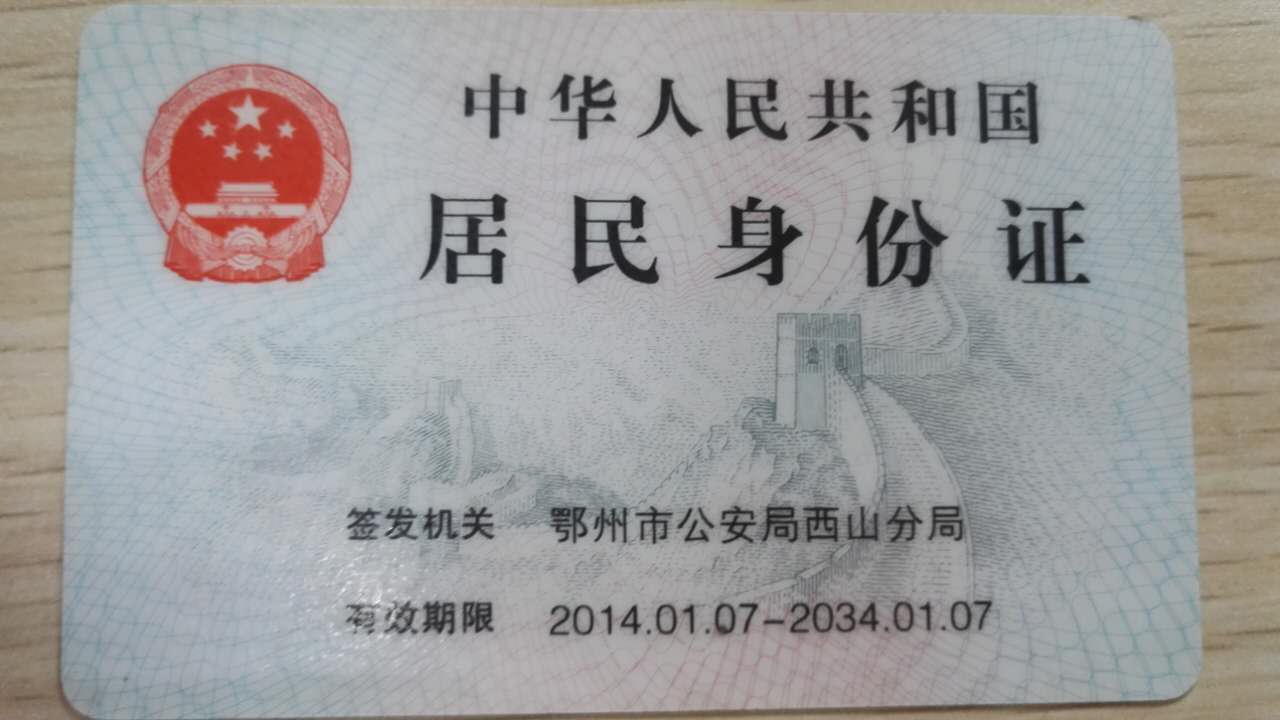 中华人民共和国
居民身份证
签发机关 鄂州市公安局西山分局
有效期限 2014.01.07-2034.01.07